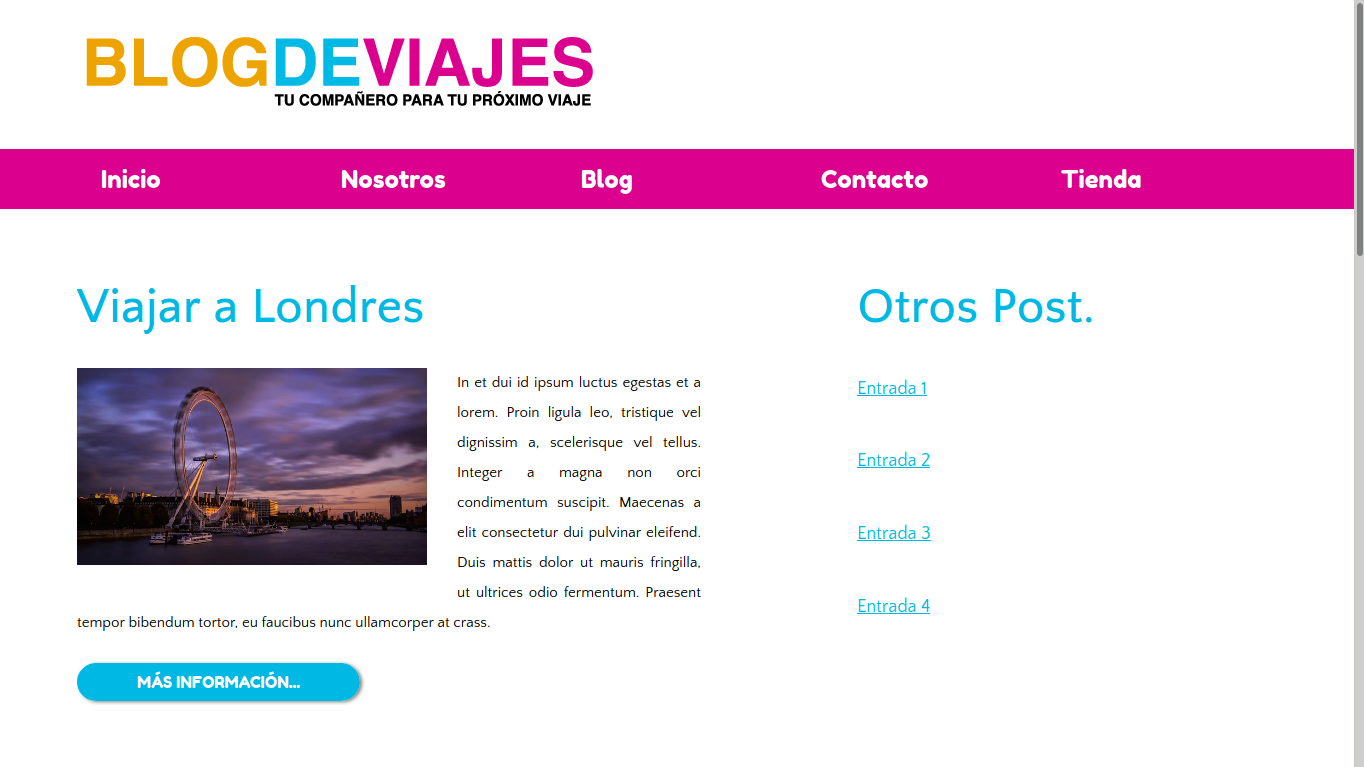 BLOGDEVIAJES
TU COMPAÑERO PARA TU PRÓXIMO VIAJE
Inicio Nosotros Blog Contacto Tienda
Viajar a Londres
In et dui id ipsum luctus egestas et a
lorem. Proin ligula leo, tristique vel
dignissim a, scelerisque vel tellus.
Integer a magna non orci
condimentum suscipit. Maecenas a
elit consectetur dui pulvinar eleifend.
Duis mattis dolor ut mauris fringilla,
ut ultrices odio fermentum. Praesent
tempor bibendum tortor, eu faucibus nunc ullamcorper at crass.
MÁS INFORMACIÓN...
Otros Post.
Entrada 1
Entrada 2
Entrada 3
Entrada 4